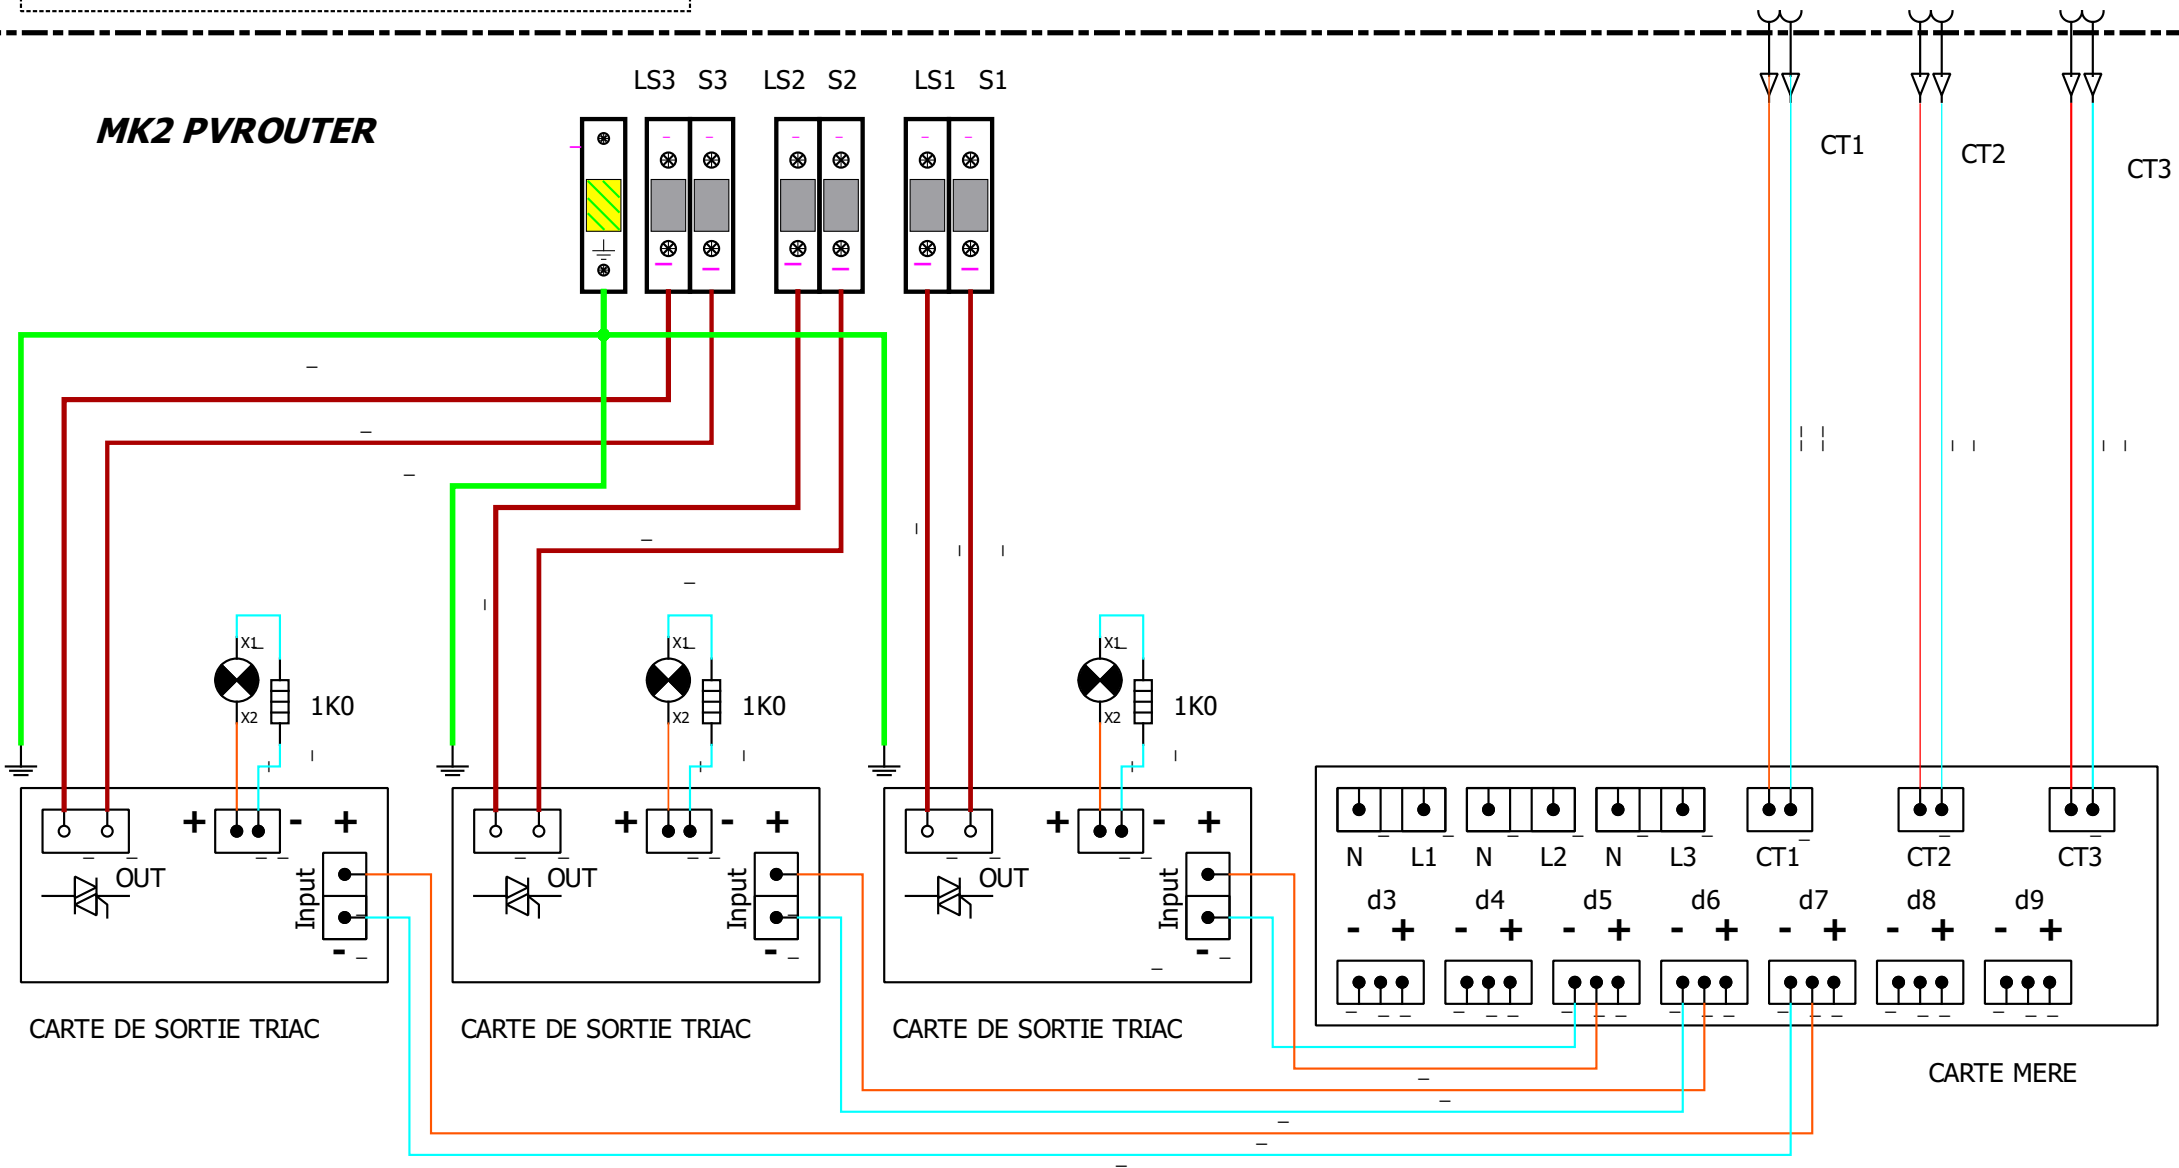 LS3 S3 LS2 S2 LS1 S1
MK2 PVROUTER
CT1
CT2
CT3
X1 X1 X1
1K0 1K0 1K0
X2 X2 X2
+ - + + - + + - +
N L1 N L2 N L3 CT1 CT2 CT3
OUT Input OUT Input OUT Input
d3 d4 d5 d6 d7 d8 d9
- + - + - + - + - + - + - +
- - -
CARTE DE SORTIE TRIAC CARTE DE SORTIE TRIAC CARTE DE SORTIE TRIAC
CARTE MERE